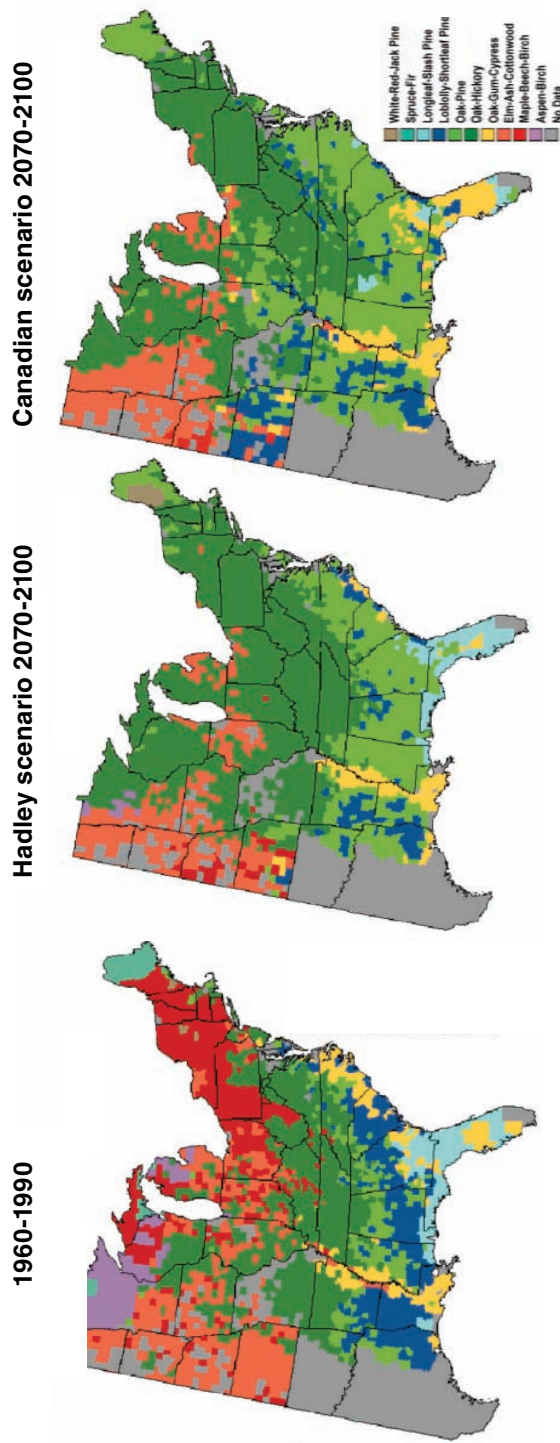 1960-1990
Hadley scenario 2070-2100
Canadian scenario 2070-2100
White-Red-Jack Pine
Spruce-Fir
Longleaf-Slash Pine
Loblolly-Shortleaf Pine
Oak-Pine
Oak-Hickory
Oak-Gum-Cypress
Elm-Ash-Cottonwood
Maple-Beech-Birch
Aspen-Birch
No Data